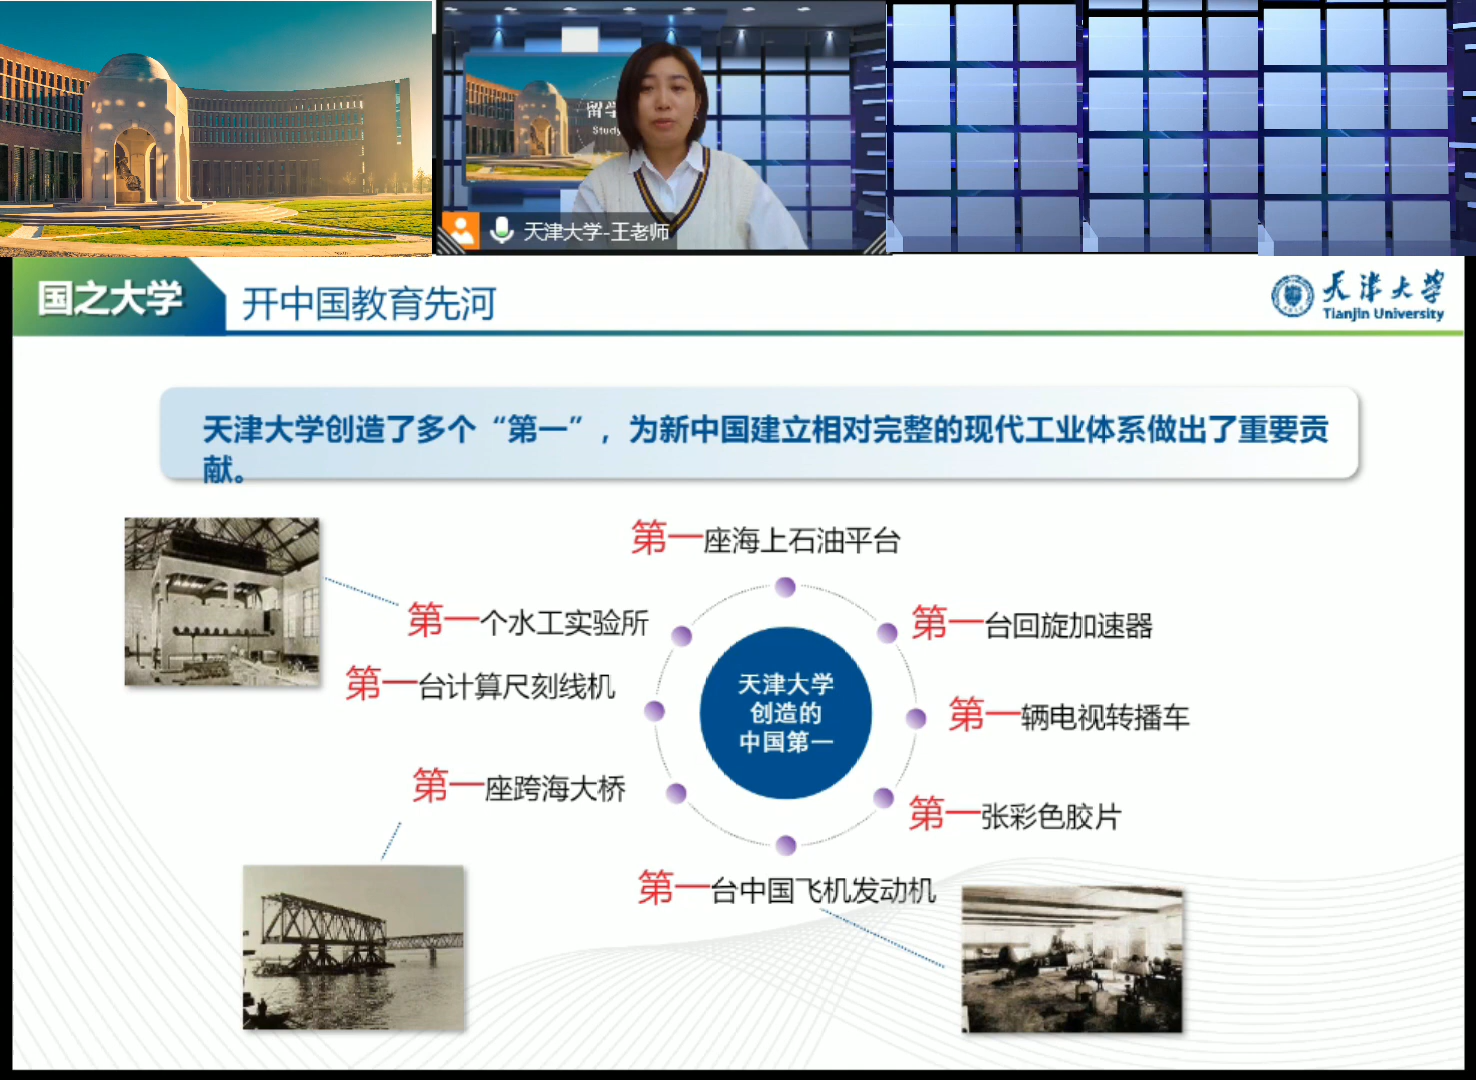 留学
Study
天津大学-王老师
国之大学
开中国教育先河
天津大学
Tianjin University
天津大学创造了多个“第一”，为新中国建立相对完整的现代工业体系做出了重要贡
献。
第一座海上石油平台
第一个水工实验所
第一台回旋加速器
第一台计算尺刻线机
第一辆电视转播车
天津大学
创造的
中国第一
第一座跨海大桥
第一张彩色胶片
第一台中国飞机发动机